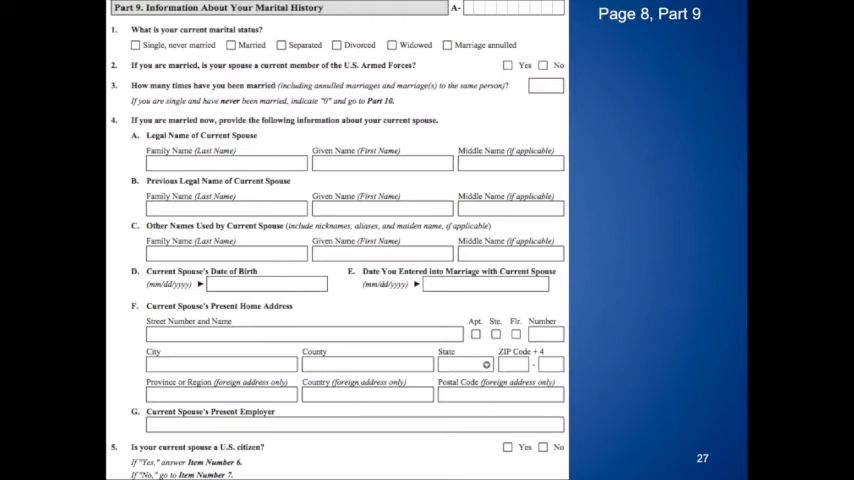 Part 9. Information About Your Marital History
A-
Page 8, Part 9
1. What is your current marital status?
Single, never married Married Separated Divorced Widowed Marriage annulled
2. If you are married, is your spouse a current member of the U.S. Armed Forces? Yes No
3. How many times have you been married (including annulled marriages and marriage(s) to the same person)?
If you are single and have never been married, indicate "0" and go to Part 10.
4. If you are married now, provide the following information about your current spouse.
A. Legal Name of Current Spouse
Family Name (Last Name) Given Name (First Name) Middle Name (if applicable)
B. Previous Legal Name of Current Spouse
Family Name (Last Name) Given Name (First Name) Middle Name (if applicable)
C. Other Names Used by Current Spouse (include nicknames, aliases, and maiden name, if applicable)
Family Name (Last Name) Given Name (First Name) Middle Name (if applicable)
D. Current Spouse's Date of Birth E. Date You Entered into Marriage with Current Spouse
(mm/dd/yyyy) (mm/dd/yyyy)
F. Current Spouse's Present Home Address
Street Number and Name Apt. Ste. Flr. Number
City County State ZIP Code + 4
-
Province or Region (foreign address only) Country (foreign address only) Postal Code (foreign address only)
G. Current Spouse's Present Employer
5. Is your current spouse a U.S. citizen? Yes No
If "Yes," answer Item Number 6.
If "No," go to Item Number 7.
27